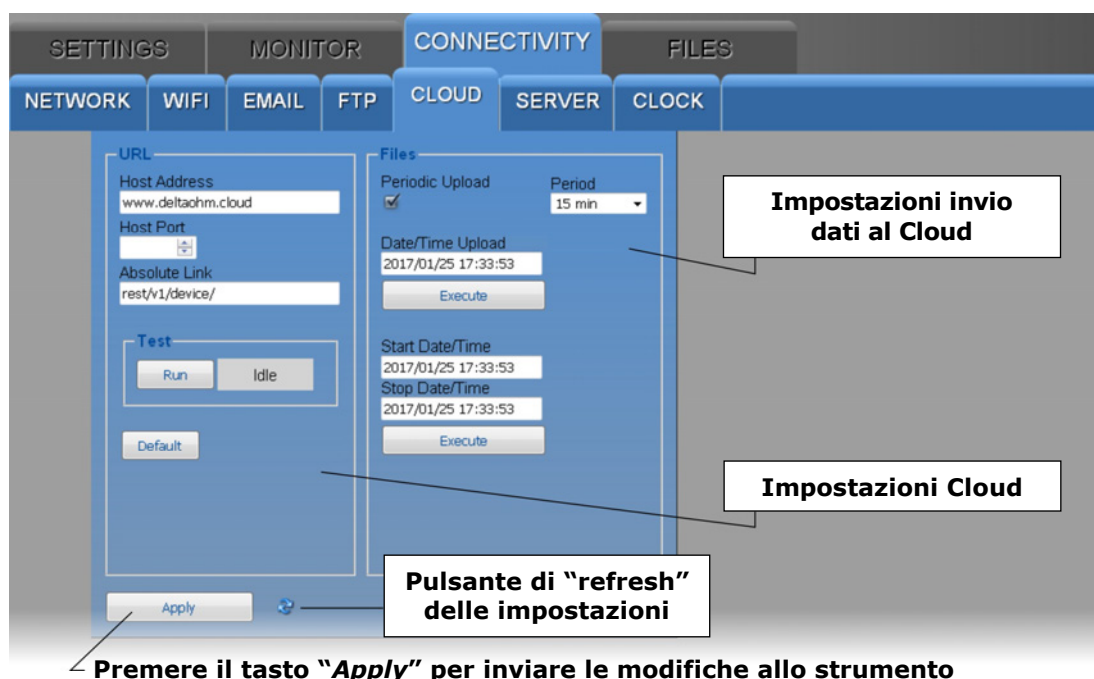 SETTINGS MONITOR CONNECTIVITY FILES
NETWORK WIFI EMAIL FTP CLOUD SERVER CLOCK
URL
Host Address
www.deltaohm.cloud
Host Port
Absolute Link
rest/v1/device/
Test
Run Idle
Default
Files
Periodic Upload Period
15 min
Date/Time Upload
2017/01/25 17:33:53
Execute
Start Date/Time
2017/01/25 17:33:53
Stop Date/Time
2017/01/25 17:33:53
Execute
Impostazioni invio
dati al Cloud
Impostazioni Cloud
Pulsante di “refresh”
delle impostazioni
Apply
Premere il tasto “Apply” per inviare le modifiche allo strumento